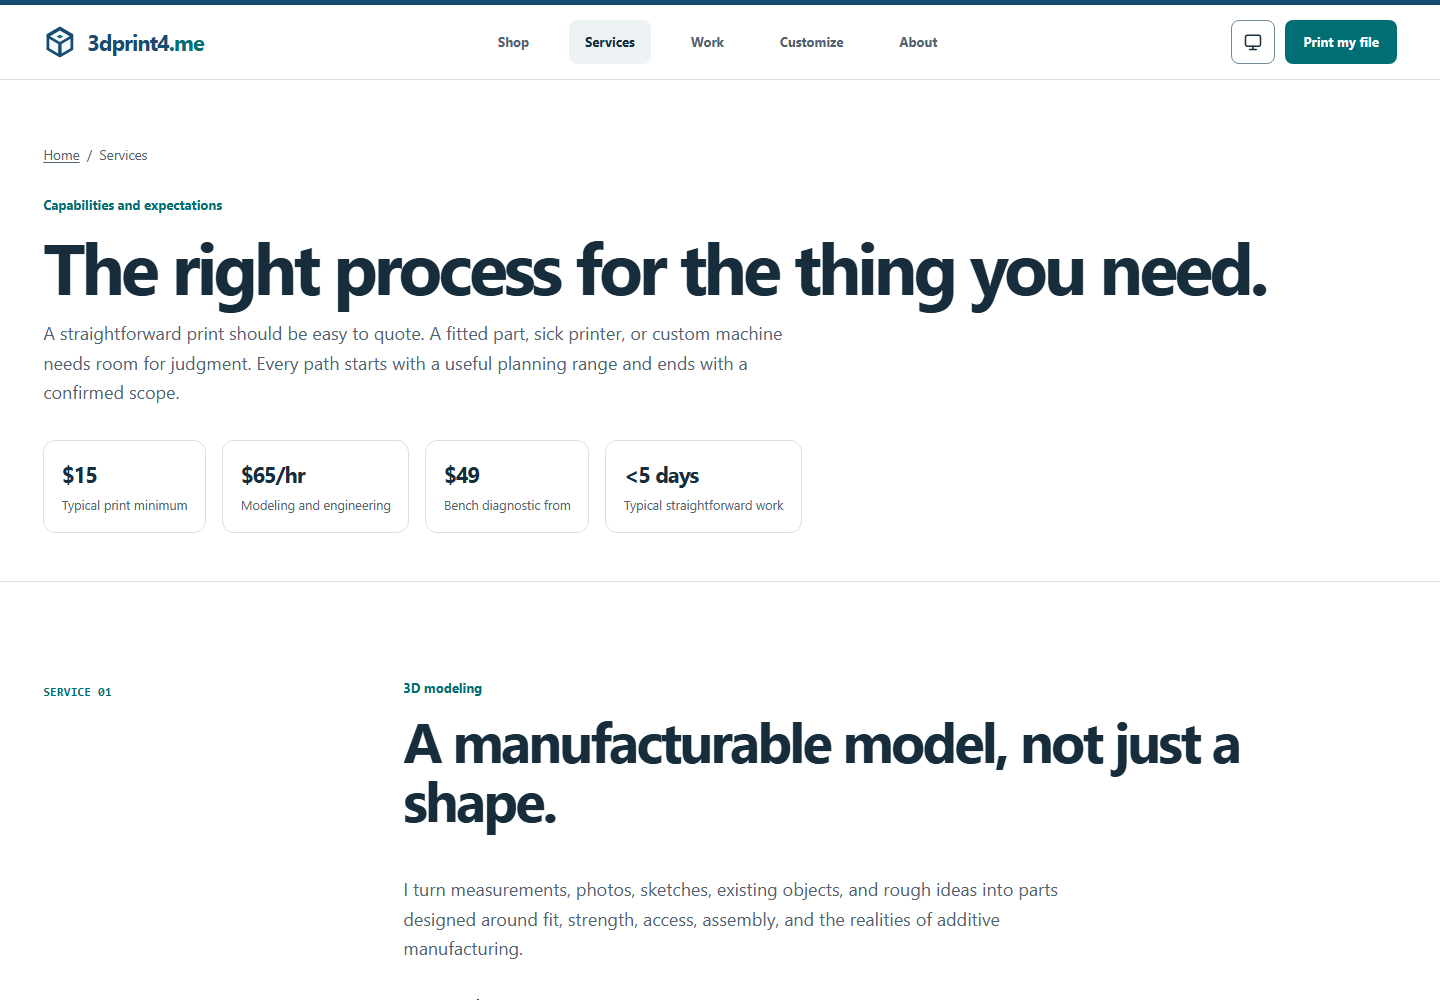 3dprint4.me
Shop
Services
Work
Customize
About
Print my file
Home / Services
Capabilities and expectations
The right process for the thing you need.
A straightforward print should be easy to quote. A fitted part, sick printer, or custom machine
needs room for judgment. Every path starts with a useful planning range and ends with a
confirmed scope.
$15
Typical print minimum
$65/hr
Modeling and engineering
$49
Bench diagnostic from
<5 days
Typical straightforward work
SERVICE 01
3D modeling
A manufacturable model, not just a
shape.
I turn measurements, photos, sketches, existing objects, and rough ideas into parts
designed around fit, strength, access, assembly, and the realities of additive
manufacturing.